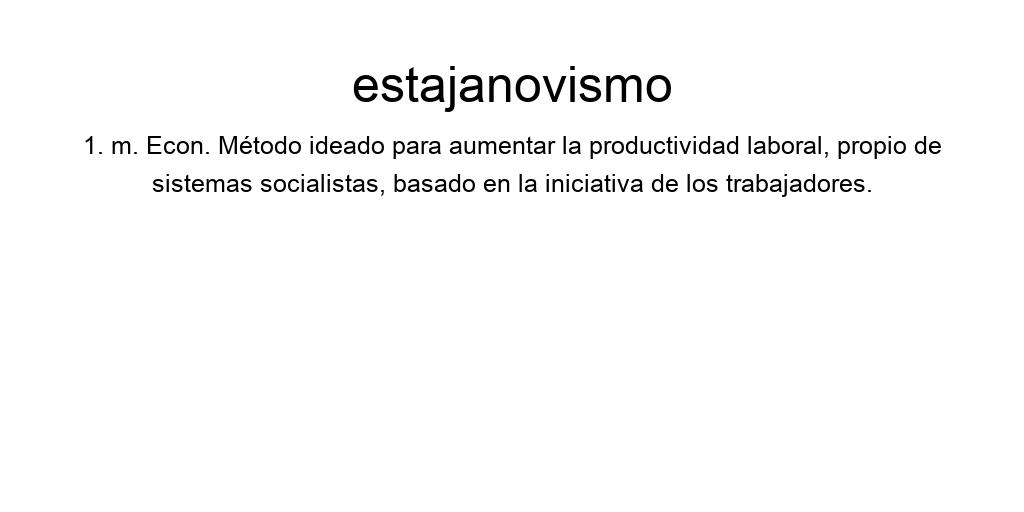 estajanovismo
1. m. Econ. Método ideado para aumentar la productividad laboral, propio de
sistemas socialistas, basado en la iniciativa de los trabajadores.